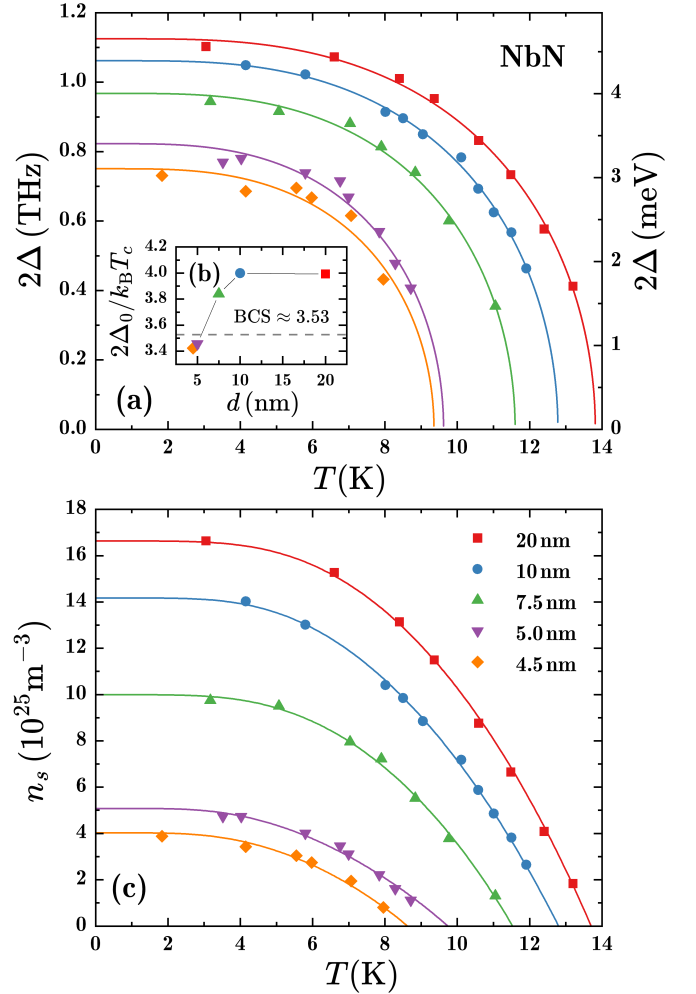 NbN
2Δ (THz)
1.2
1.0
0.8
0.6
0.4
0.2
0.0
2Δ (meV)
4
3
2
1
0
(a)
0
2
4
6
8
10
12
14
T (K)
(b)
2Δ₀/k_BT_c
4.2
4.0
3.8
3.6
3.4
BCS ≈ 3.53
5
10
15
20
d (nm)
n_s (10²⁵m⁻³)
18
16
14
12
10
8
6
4
2
0
20 nm
10 nm
7.5 nm
5.0 nm
4.5 nm
(c)
0
2
4
6
8
10
12
14
T (K)